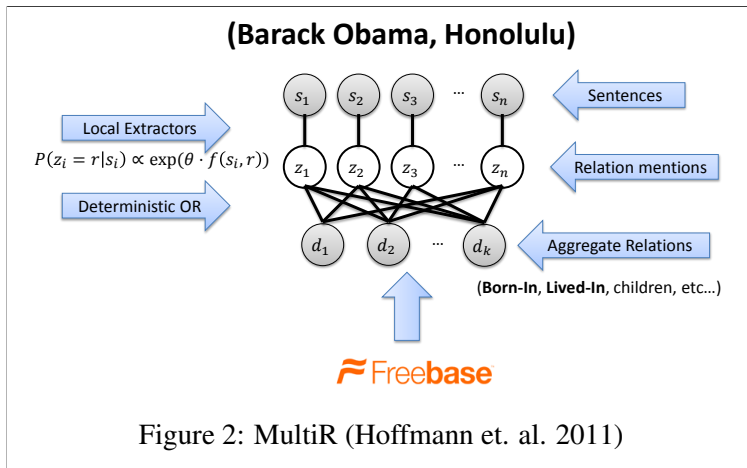 (Barack Obama, Honolulu)
s₁ s₂ s₃ ... sₙ
Sentences
Local Extractors
P(zᵢ = r|sᵢ) ∝ exp(θ · f(sᵢ, r))
z₁ z₂ z₃ ... zₙ
Relation mentions
Deterministic OR
d₁ d₂ ... dₖ
Aggregate Relations
(Born-In, Lived-In, children, etc...)
Freebase
Figure 2: MultiR (Hoffmann et. al. 2011)